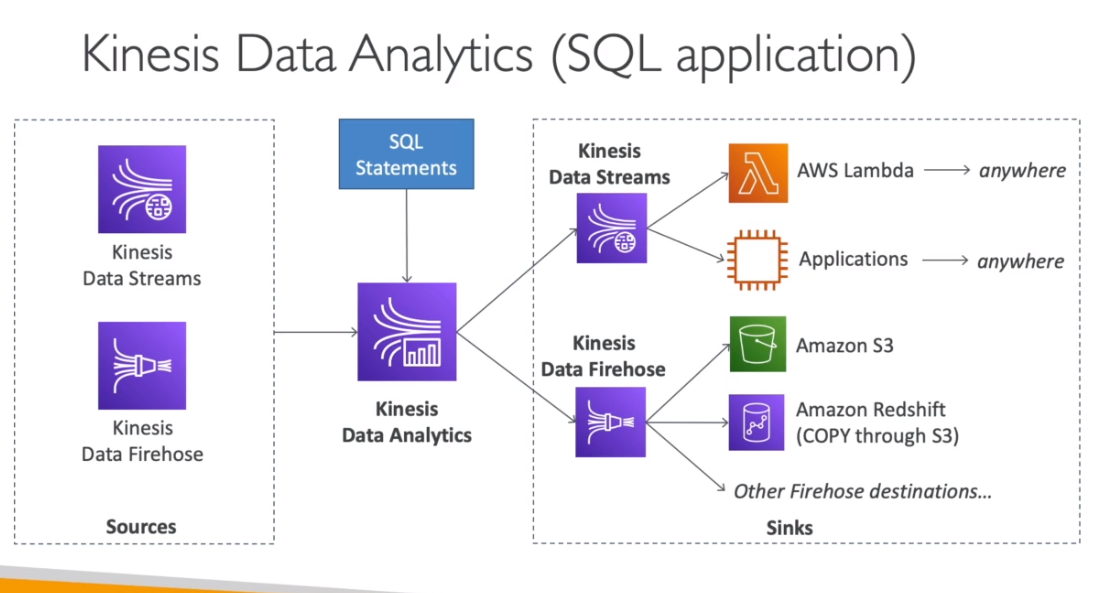 Kinesis Data Analytics (SQL application)
Kinesis
Data Streams
Kinesis
Data Firehose
Sources
SQL
Statements
Kinesis
Data Analytics
Kinesis
Data Streams
AWS Lambda
anywhere
Applications
anywhere
Kinesis
Data Firehose
Amazon S3
Amazon Redshift
(COPY through S3)
Other Firehose destinations...
Sinks